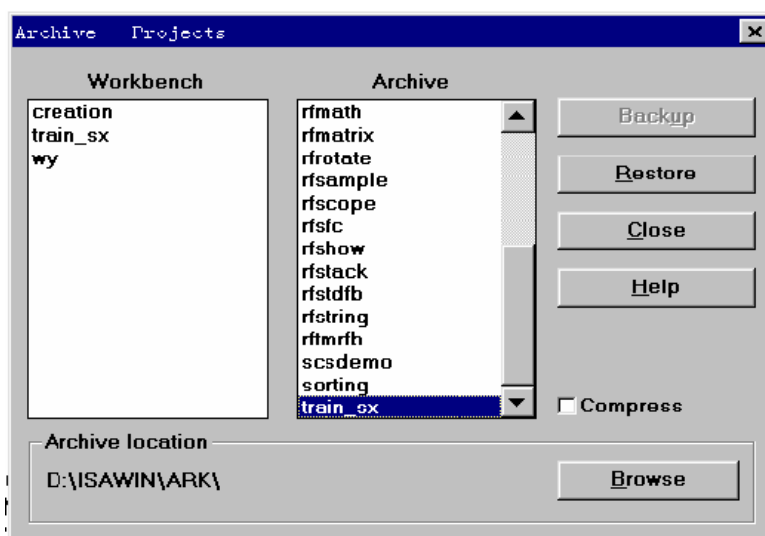 Archive Projects
Workbench
creation
train_sx
wy
Archive
rfmath
rfmatrix
rfrotate
rfsample
rfscope
rfsfc
rfshow
rfstack
rfstdfb
rfstring
rftmrfh
scsdemo
sorting
train_sx
Backup
Restore
Close
Help
Compress
Archive location
D:\ISAWIN\ARK\
Browse